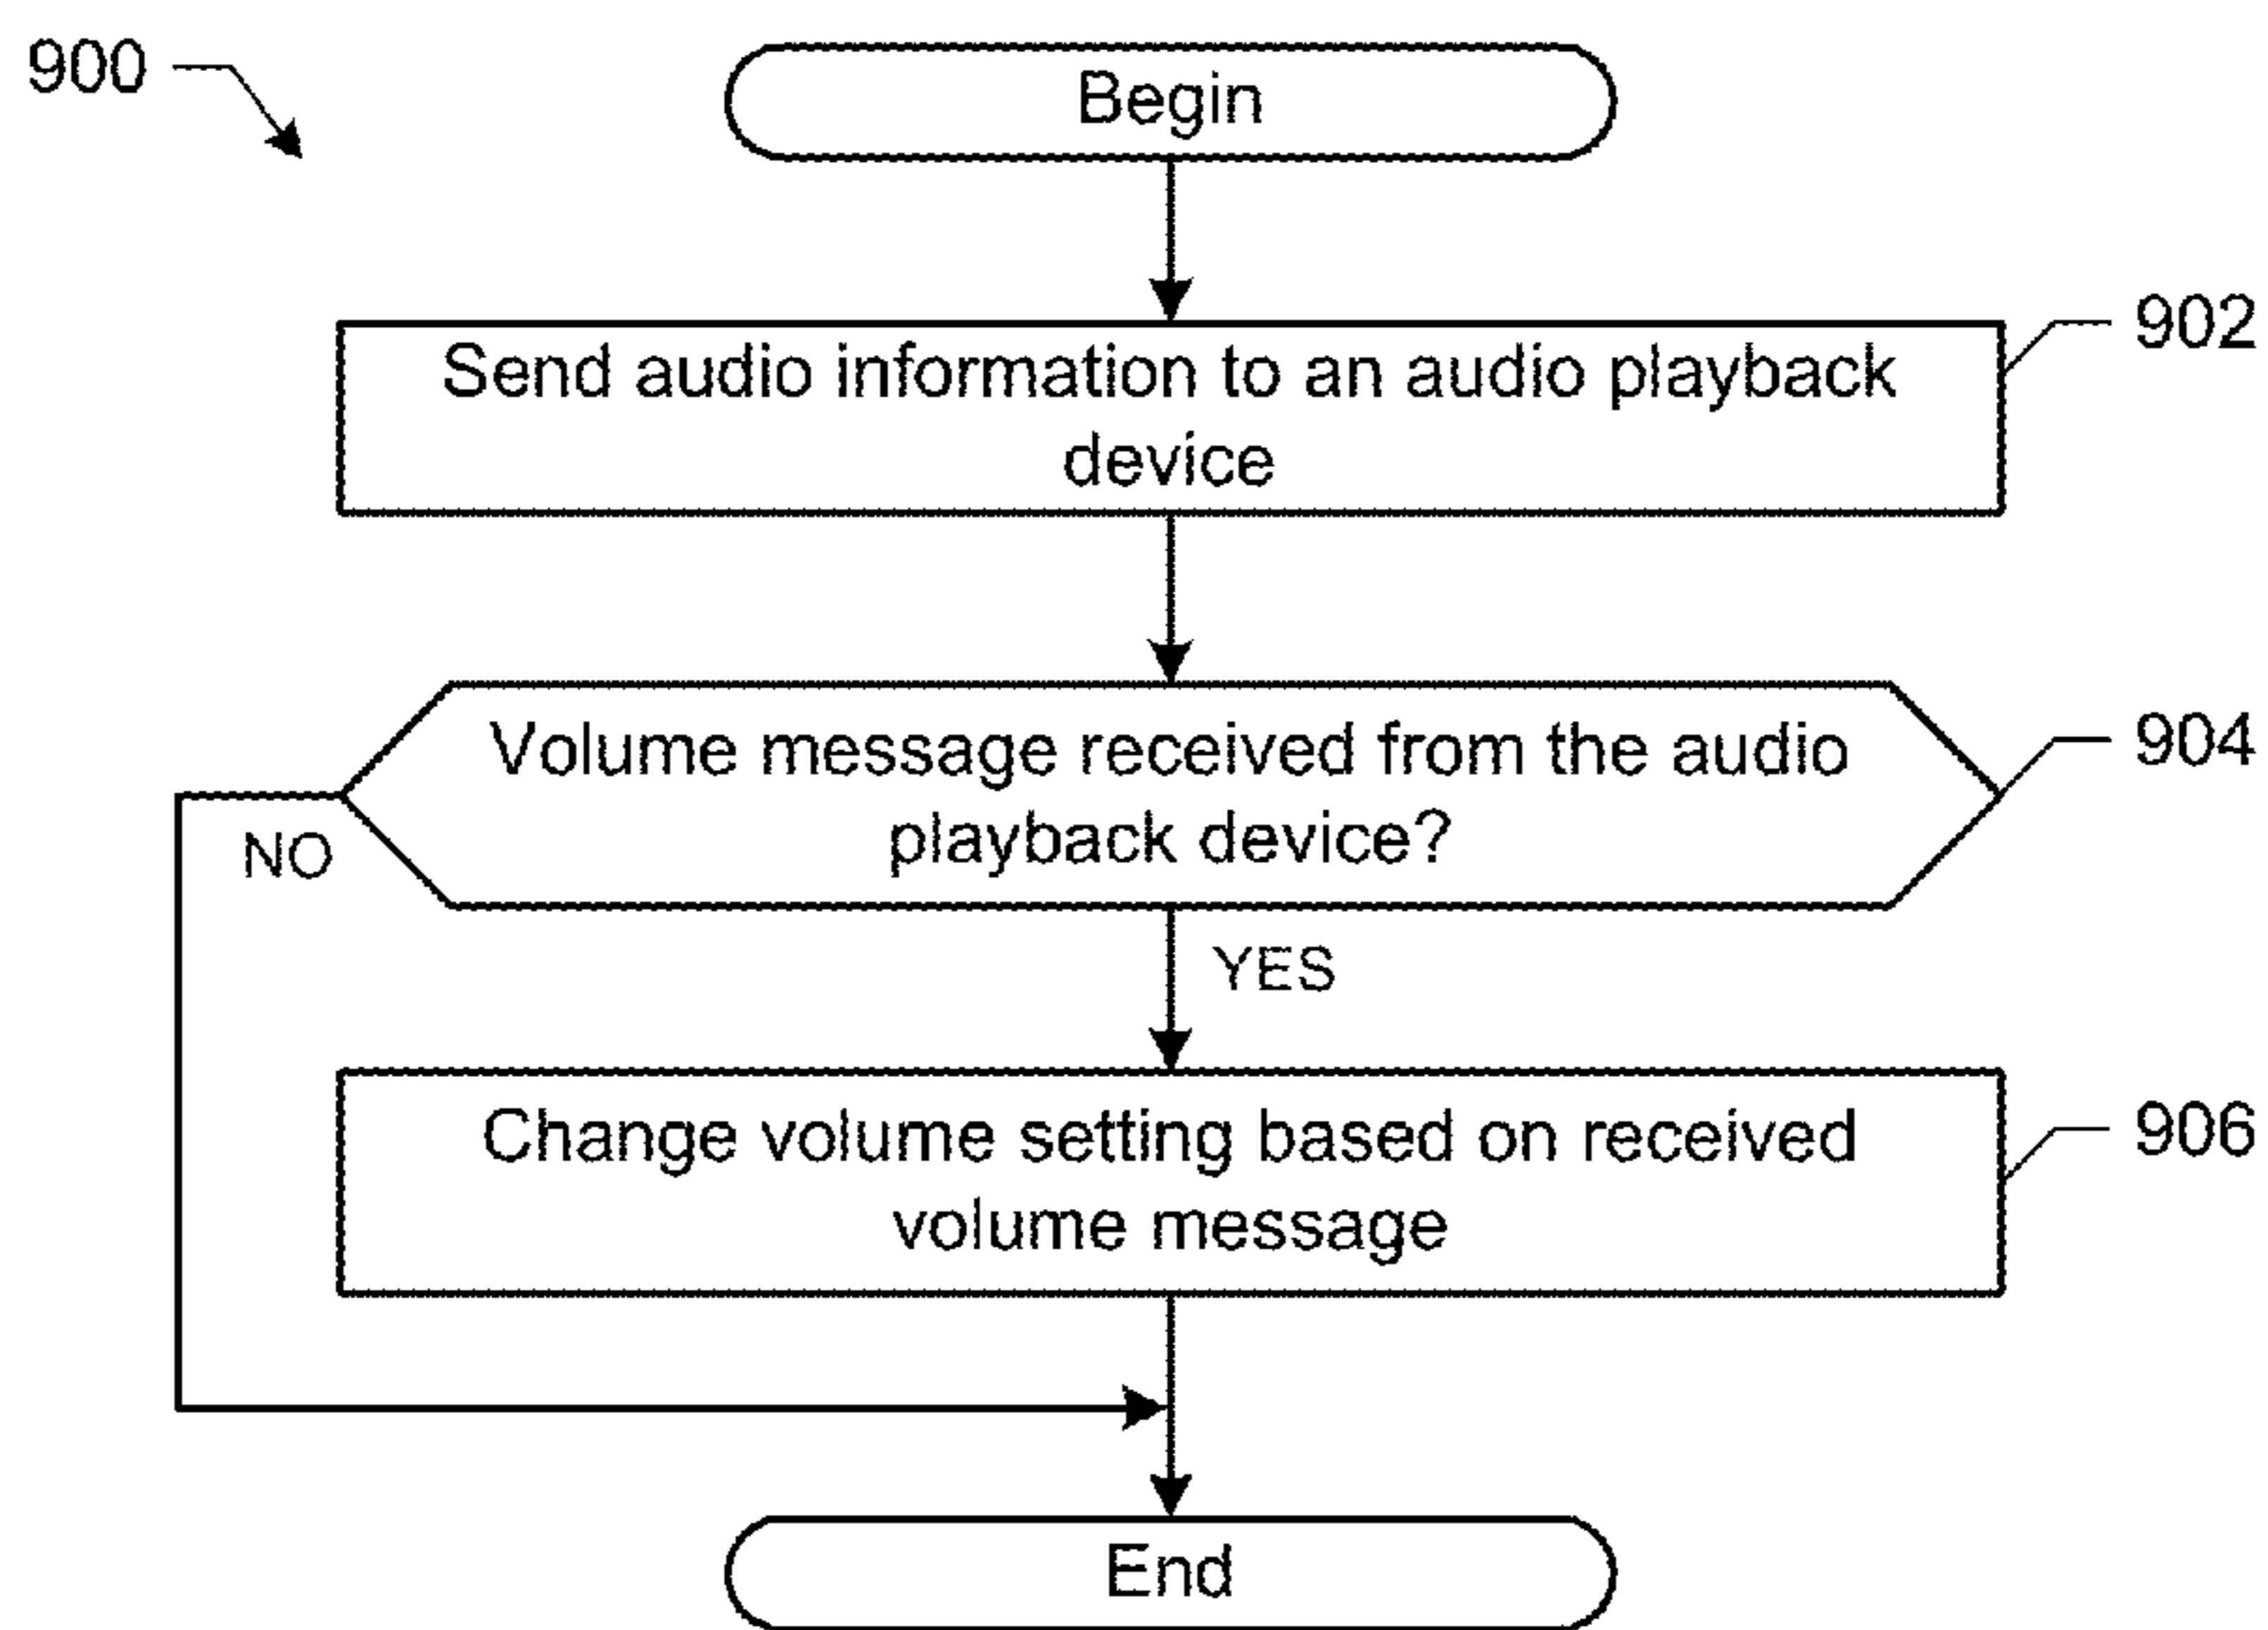 900
Begin
Send audio information to an audio playback
device
902
Volume message received from the audio
playback device?
904
NO
YES
Change volume setting based on received
volume message
906
End